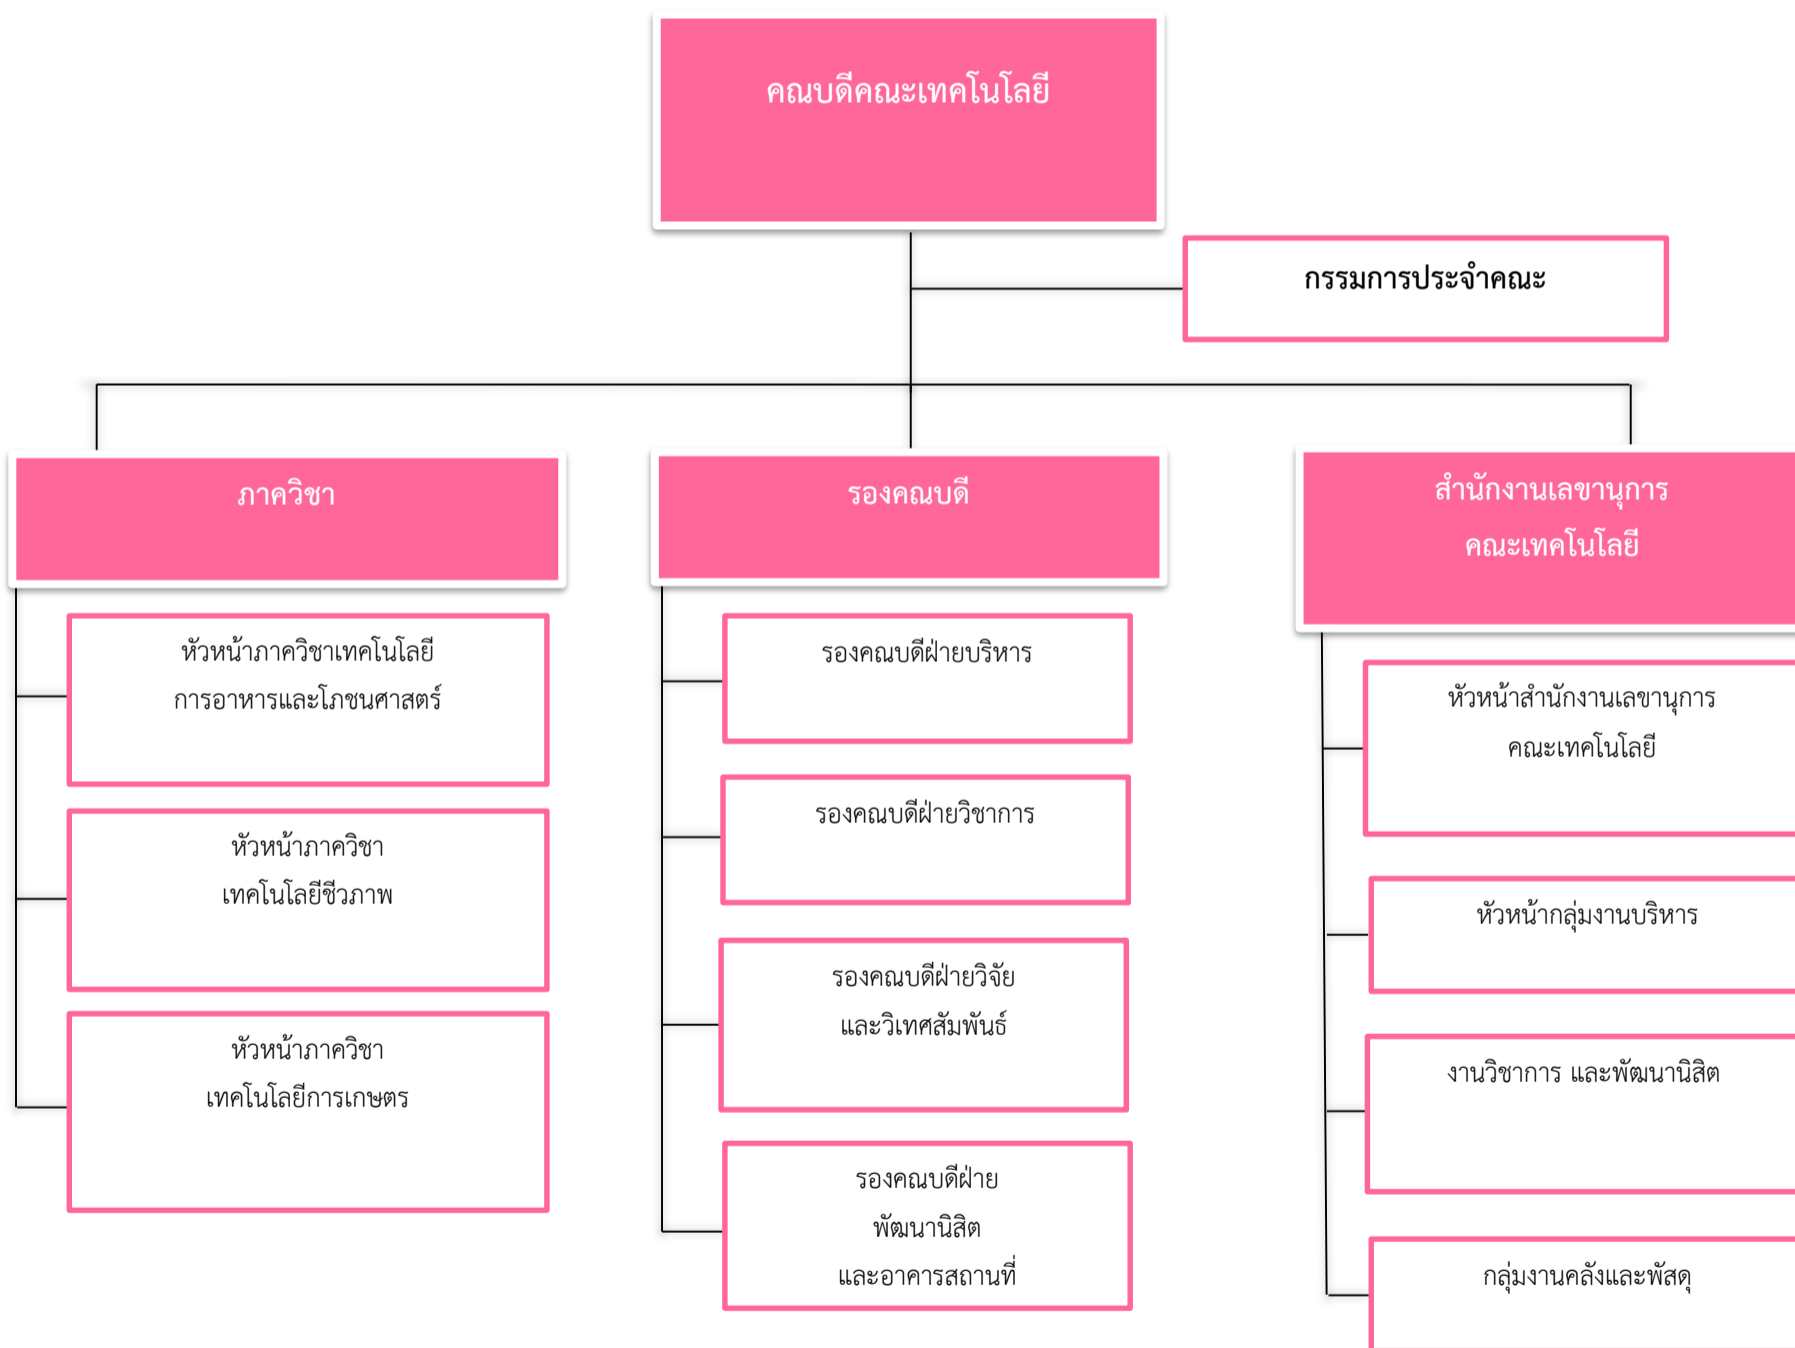 คณบดีคณะเทคโนโลยี
กรรมการประจำคณะ
ภาควิชา
หัวหน้าภาควิชาเทคโนโลยี
การอาหารและโภชนศาสตร์
หัวหน้าภาควิชา
เทคโนโลยีชีวภาพ
หัวหน้าภาควิชา
เทคโนโลยีการเกษตร
รองคณบดี
รองคณบดีฝ่ายบริหาร
รองคณบดีฝ่ายวิชาการ
รองคณบดีฝ่ายวิจัย
และวิเทศสัมพันธ์
รองคณบดีฝ่าย
พัฒนานิสิต
และอาคารสถานที่
สำนักงานเลขานุการ
คณะเทคโนโลยี
หัวหน้าสำนักงานเลขานุการ
คณะเทคโนโลยี
หัวหน้ากลุ่มงานบริหาร
งานวิชาการ และพัฒนานิสิต
กลุ่มงานคลังและพัสดุ